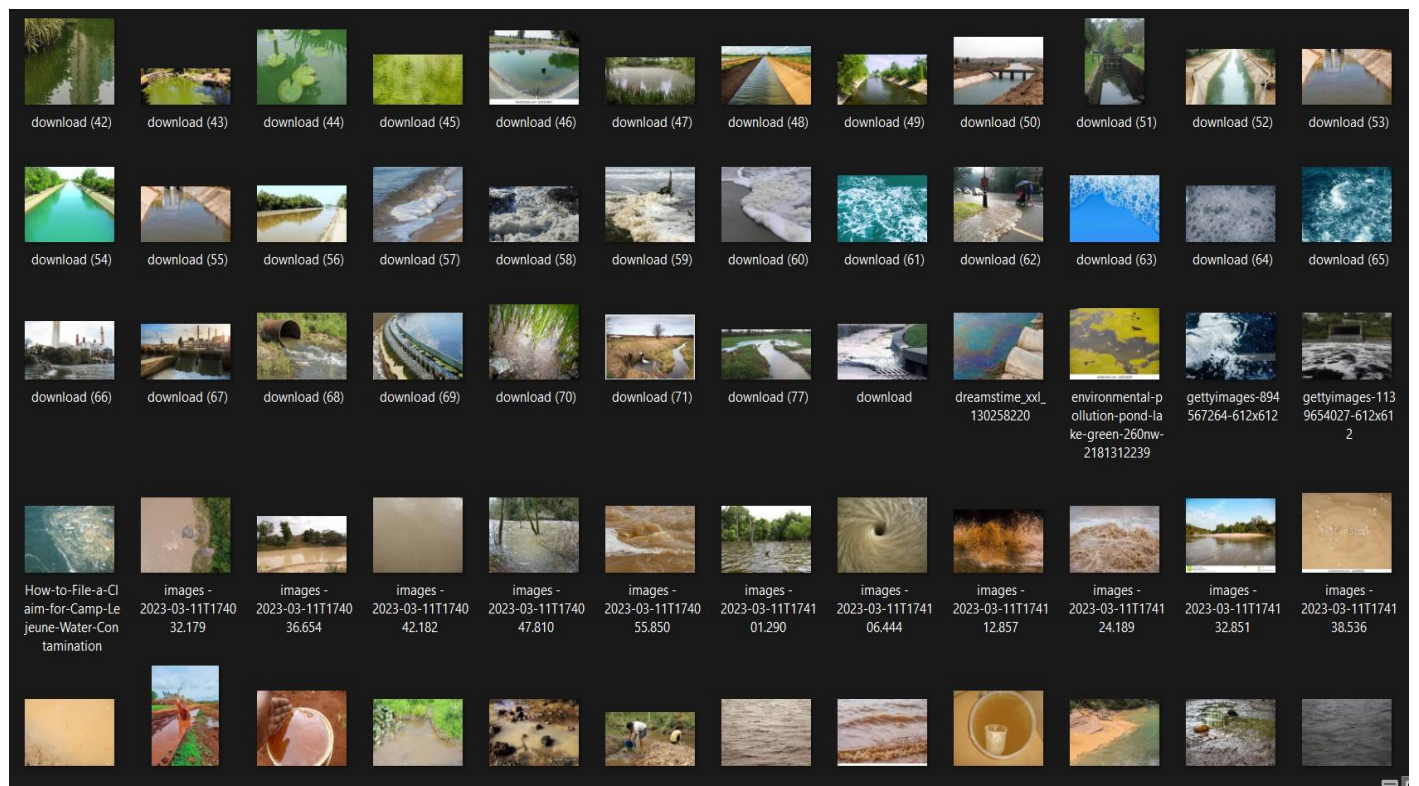 download (42) download (43) download (44) download (45) download (46) download (47) download (48) download (49) download (50) download (51) download (52) download (53)
download (54) download (55) download (56) download (57) download (58) download (59) download (60) download (61) download (62) download (63) download (64) download (65)
download (66) download (67) download (68) download (69) download (70) download (71) download (77) download dreamstime_xxl_ environmental-p gettyimages-894 gettyimages-113
130258220 ollution-pond-la 567264-612x612 9654027-612x61
ke-green-260nw- 2
2181312239
How-to-File-a-Cl images - images - images - images - images - images - images - images - images - images - images -
aim-for-Camp-Le 2023-03-11T1740 2023-03-11T1740 2023-03-11T1740 2023-03-11T1740 2023-03-11T1740 2023-03-11T1741 2023-03-11T1741 2023-03-11T1741 2023-03-11T1741 2023-03-11T1741 2023-03-11T1741
jeune-Water-Con 32.179 36.654 42.182 47.810 55.850 01.290 06.444 12.857 24.189 32.851 38.536
tamination